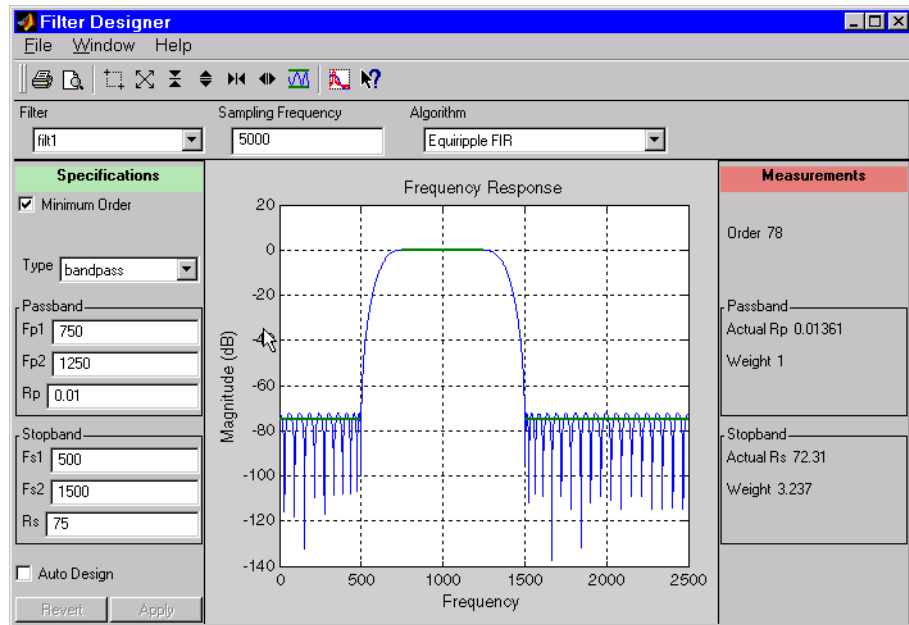 Filter Designer
File Window Help
Filter
Sampling Frequency
Algorithm
filt1
5000
Equiripple FIR
Specifications
Minimum Order
Type bandpass
Passband
Fp1 750
Fp2 1250
Rp 0.01
Stopband
Fs1 500
Fs2 1500
Rs 75
Auto Design
Revert Apply
Frequency Response
Magnitude (dB)
20
0
-20
-40
-60
-80
-100
-120
-140
0 500 1000 1500 2000 2500
Frequency
Measurements
Order 78
Passband
Actual Rp 0.01361
Weight 1
Stopband
Actual Rs 72.31
Weight 3.237